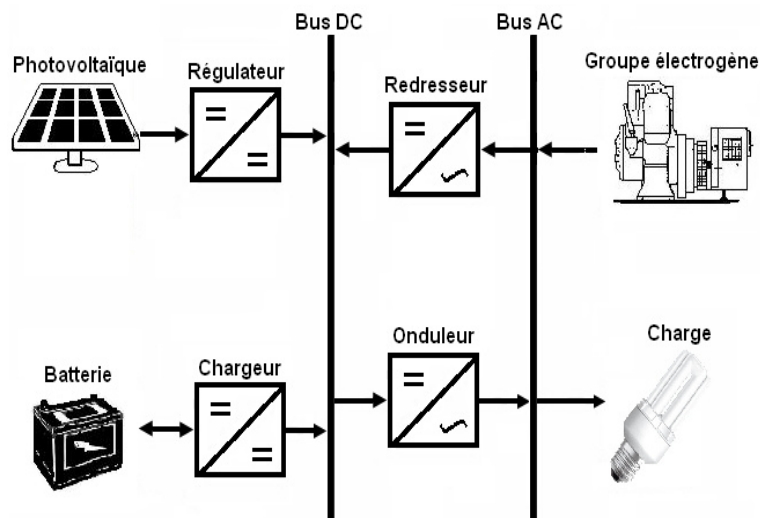 Bus DC
Bus AC
Photovoltaïque
Régulateur
Redresseur
Groupe électrogène
Batterie
Chargeur
Onduleur
Charge